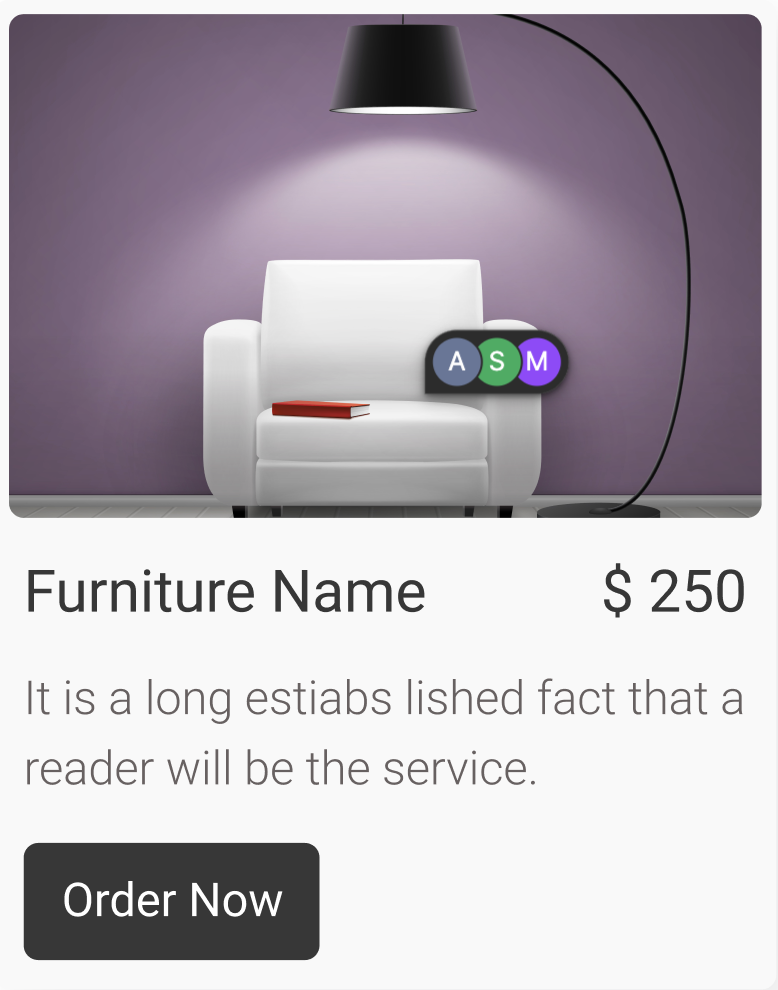 A S M
Furniture Name $ 250
It is a long estiabs lished fact that a
reader will be the service.
Order Now